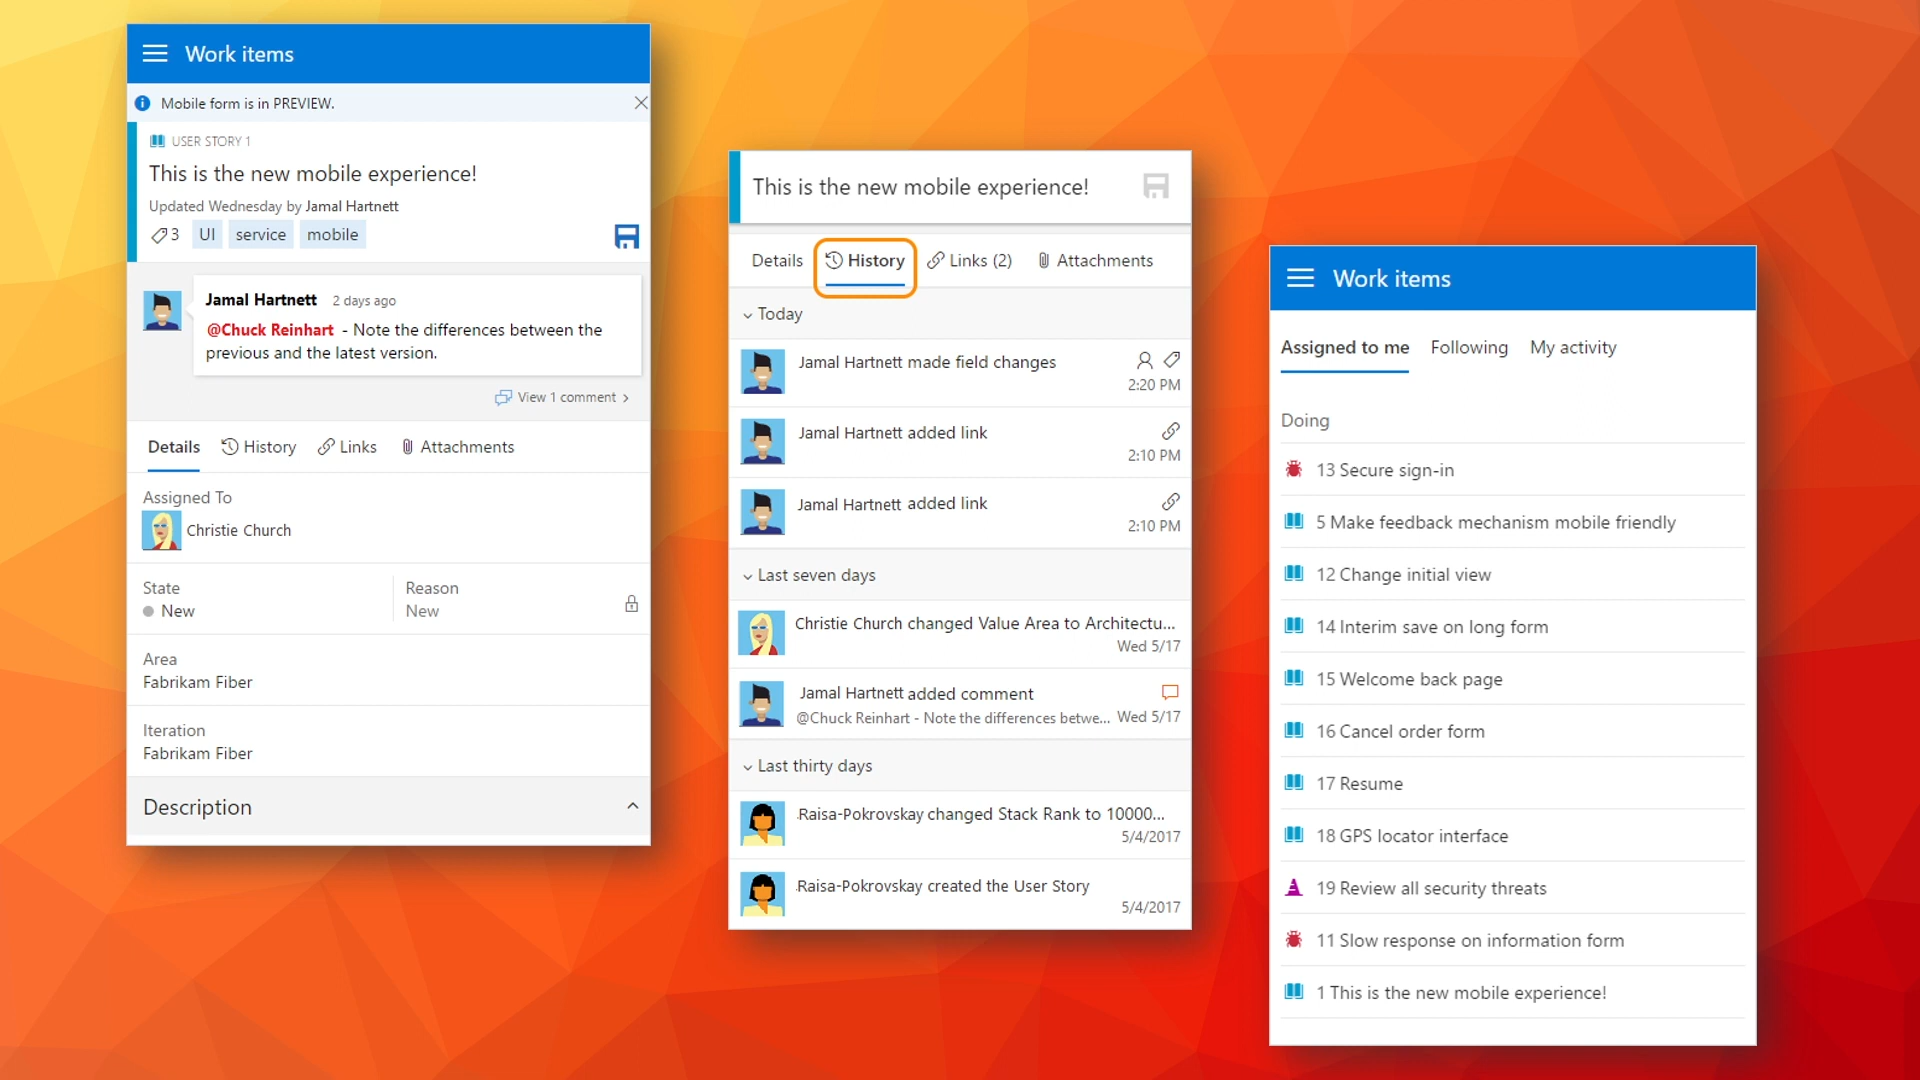 Work items
Mobile form is in PREVIEW.
USER STORY 1
This is the new mobile experience!
Updated Wednesday by Jamal Hartnett
3 UI service mobile
Jamal Hartnett 2 days ago
@Chuck Reinhart - Note the differences between the
previous and the latest version.
View 1 comment
Details History Links Attachments
Assigned To
Christie Church
State Reason
New New
Area
Fabrikam Fiber
Iteration
Fabrikam Fiber
Description
This is the new mobile experience!
Details History Links (2) Attachments
Today
Jamal Hartnett made field changes
2:20 PM
Jamal Hartnett added link
2:10 PM
Jamal Hartnett added link
2:10 PM
Last seven days
Christie Church changed Value Area to Architectu...
Wed 5/17
Jamal Hartnett added comment
@Chuck Reinhart - Note the differences betwe... Wed 5/17
Last thirty days
Raisa-Pokrovskay changed Stack Rank to 10000...
5/4/2017
Raisa-Pokrovskay created the User Story
5/4/2017
Work items
Assigned to me Following My activity
Doing
13 Secure sign-in
5 Make feedback mechanism mobile friendly
12 Change initial view
14 Interim save on long form
15 Welcome back page
16 Cancel order form
17 Resume
18 GPS locator interface
19 Review all security threats
11 Slow response on information form
1 This is the new mobile experience!